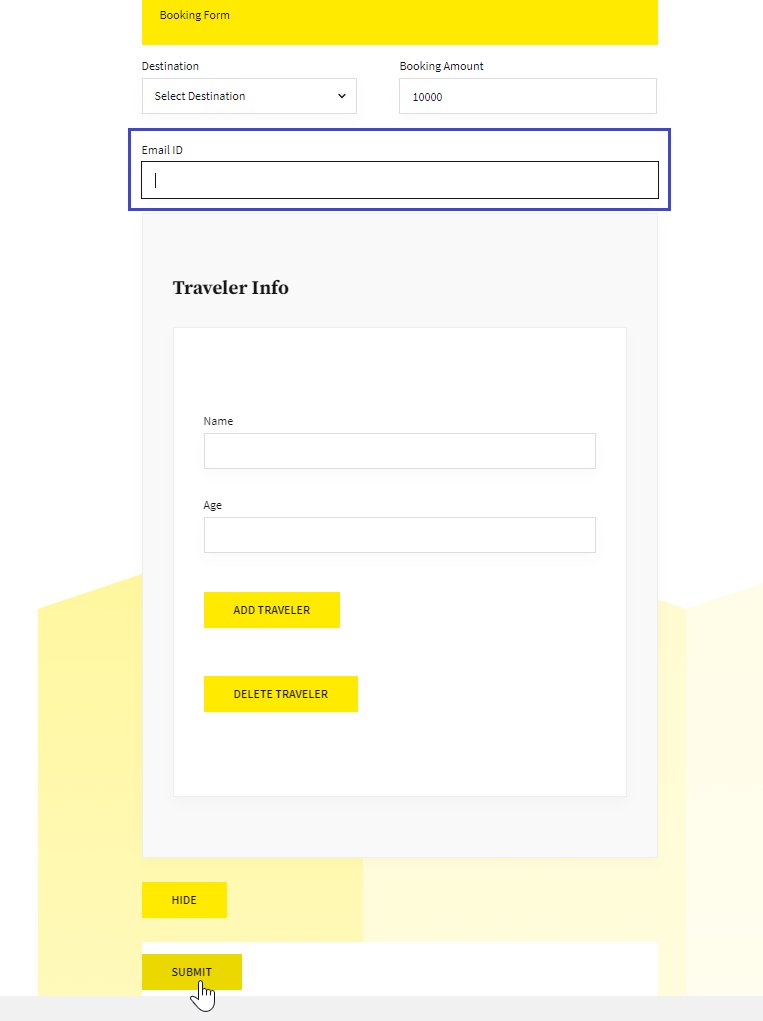 Booking Form
Destination
Booking Amount
Select Destination
10000
Email ID
Traveler Info
Name
Age
ADD TRAVELER
DELETE TRAVELER
HIDE
SUBMIT